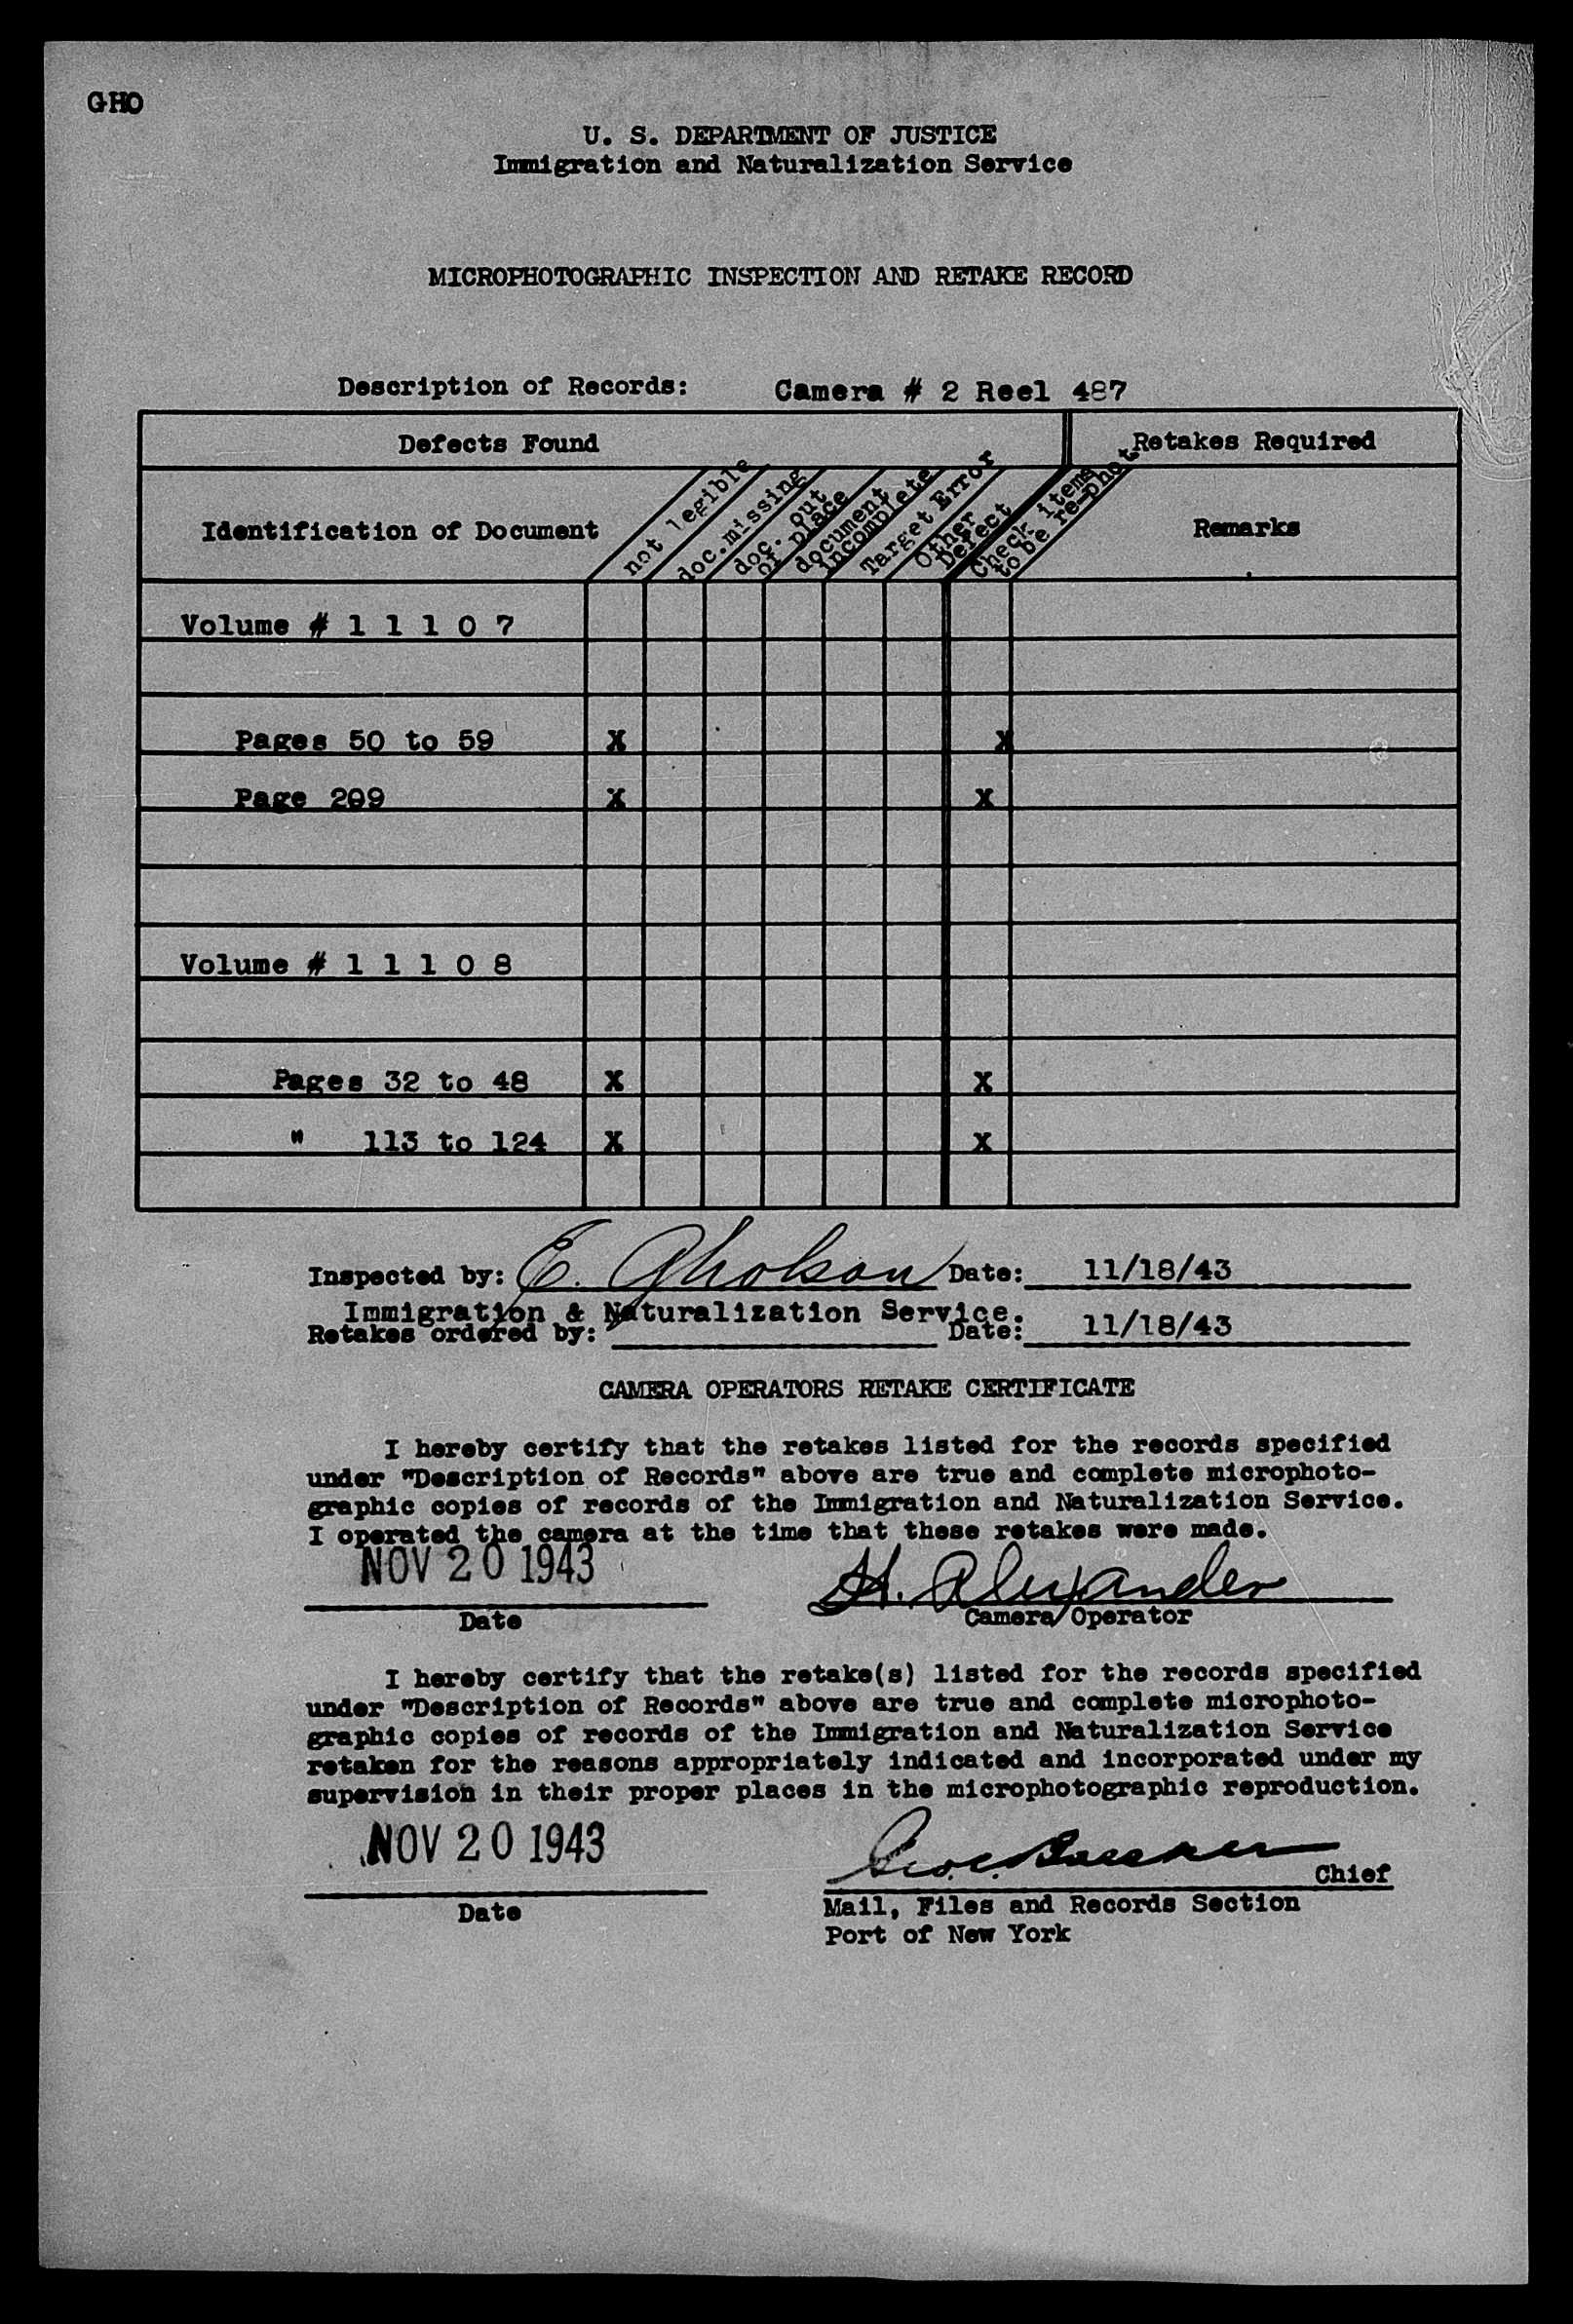 GHO
U. S. DEPARTMENT OF JUSTICE
Immigration and Naturalization Service
MICROPHOTOGRAPHIC INSPECTION AND RETAKE RECORD
Description of Records: Camera # 2 Reel 487
Defects Found Retakes Required
Identification of Document not legible doc.missing doc. out of place document incomplete Target Error Other Defect Check items to be re-phot. Remarks
Volume # 1 1 1 0 7
Pages 50 to 59 X X
Page 209 X X
Volume # 1 1 1 0 8
Pages 32 to 48 X X
" 113 to 124 X X
Inspected by: E. Gholson Date: 11/18/43
Immigration & Naturalization Service.
Retakes ordered by: Date: 11/18/43
CAMERA OPERATORS RETAKE CERTIFICATE
I hereby certify that the retakes listed for the records specified
under "Description of Records" above are true and complete microphoto-
graphic copies of records of the Immigration and Naturalization Service.
I operated the camera at the time that these retakes were made.
NOV 20 1943 H. Alexander
Date Camera Operator
I hereby certify that the retake(s) listed for the records specified
under "Description of Records" above are true and complete microphoto-
graphic copies of records of the Immigration and Naturalization Service
retaken for the reasons appropriately indicated and incorporated under my
supervision in their proper places in the microphotographic reproduction.
NOV 20 1943
Chief
Date Mail, Files and Records Section
Port of New York